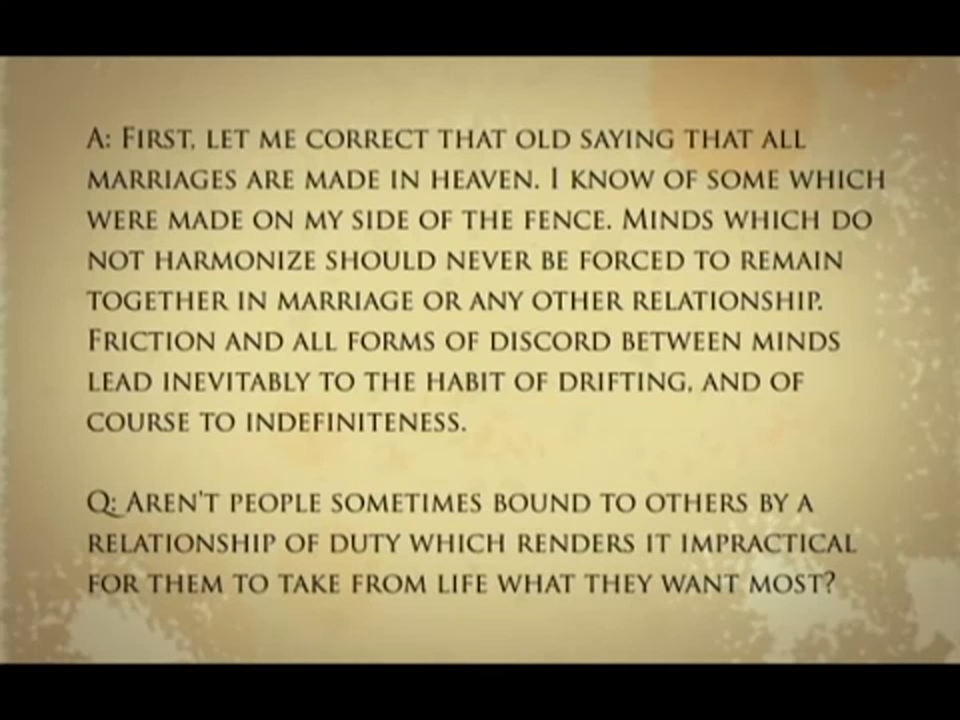 A: First, let me correct that old saying that all
marriages are made in heaven. I know of some which
were made on my side of the fence. Minds which do
not harmonize should never be forced to remain
together in marriage or any other relationship.
Friction and all forms of discord between minds
lead inevitably to the habit of drifting, and of
course to indefiniteness.
Q: Aren't people sometimes bound to others by a
relationship of duty which renders it impractical
for them to take from life what they want most?